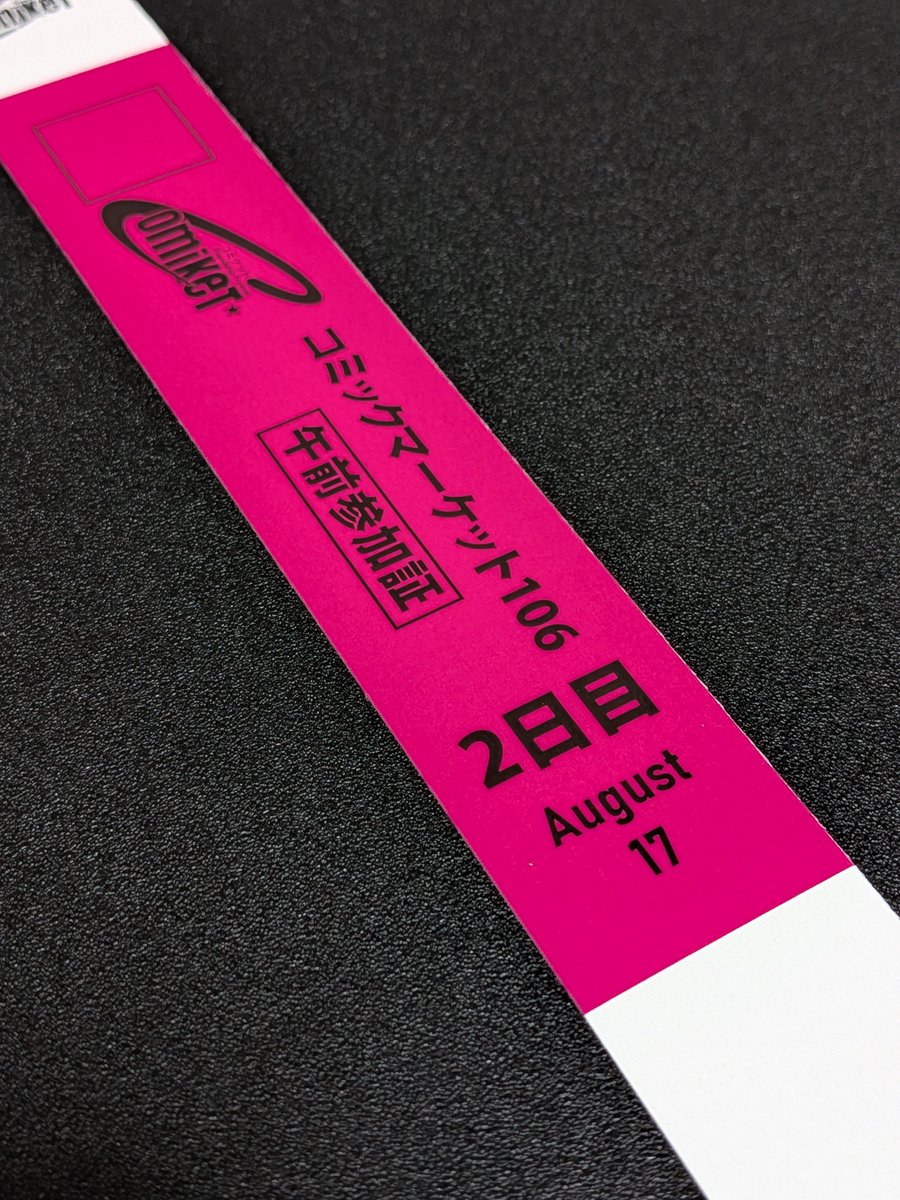 comiket
コミックマーケット106
午前参加証
2日目
August
17